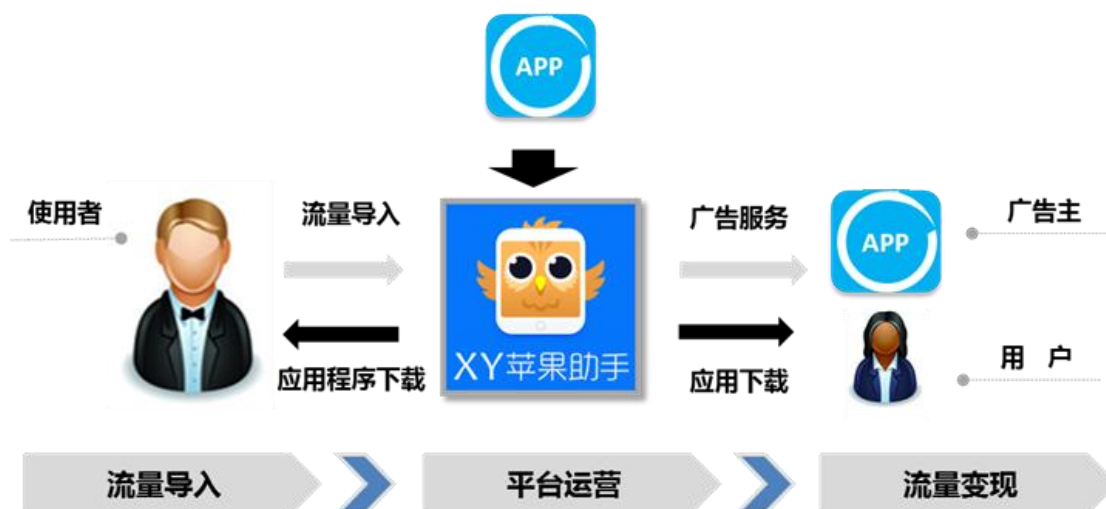 APP
使用者
流量导入
广告服务
广告主
APP
XY苹果助手
应用程序下载
应用下载
用 户
流量导入
平台运营
流量变现